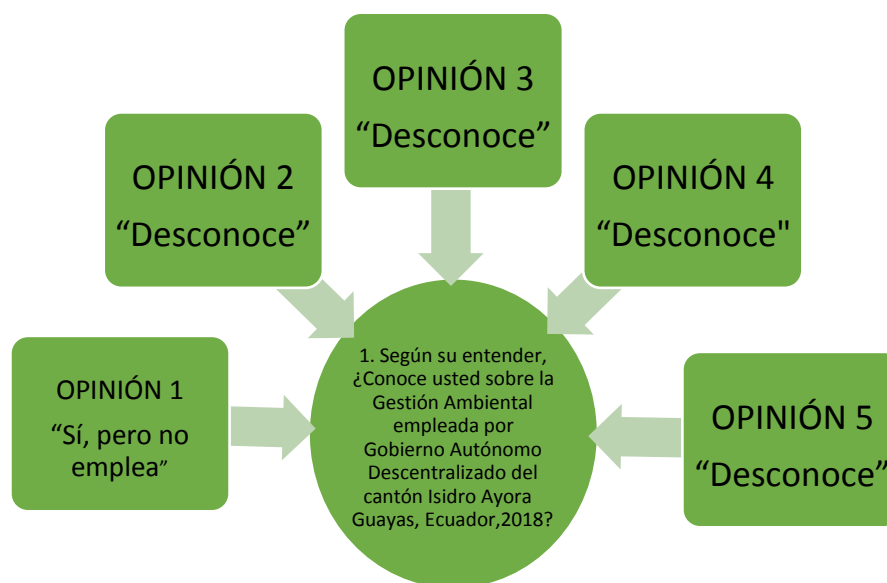 OPINIÓN 1
“Sí, pero no
emplea”
OPINIÓN 2
“Desconoce”
OPINIÓN 3
“Desconoce”
OPINIÓN 4
“Desconoce"
OPINIÓN 5
“Desconoce”
1. Según su entender,
¿Conoce usted sobre la
Gestión Ambiental
empleada por
Gobierno Autónomo
Descentralizado del
cantón Isidro Ayora
Guayas, Ecuador,2018?